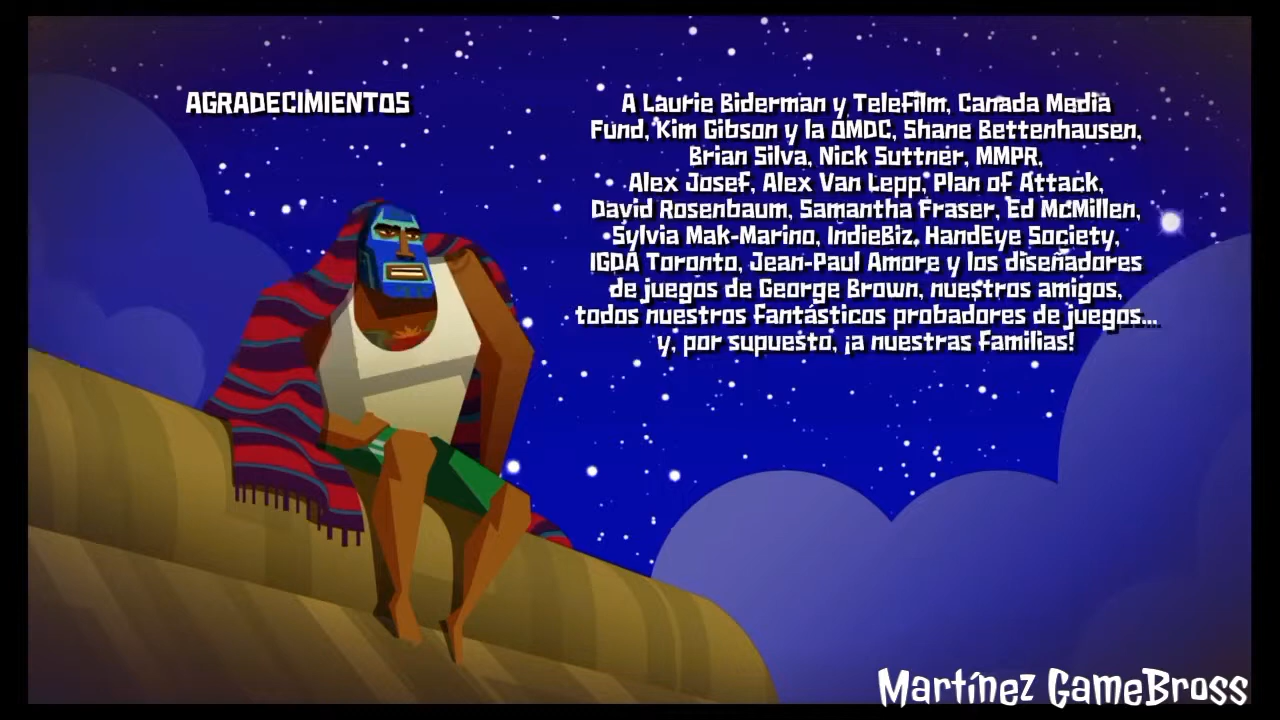 AGRADECIMIENTOS
A Laurie Biderman y Telefilm, Canada Media
Fund, Kim Gibson y la OMDC, Shane Bettenhausen,
Brian Silva, Nick Suttner, MMPR,
Alex Josef, Alex Van Lepp, Plan of Attack,
David Rosenbaum, Samantha Fraser, Ed McMillen,
Sylvia Mak-Marino, IndieBiz, HandEye Society,
IGDA Toronto, Jean-Paul Amore y los diseñadores
de juegos de George Brown, nuestros amigos,
todos nuestros fantásticos probadores de juegos...
y, por supuesto, ¡a nuestras familias!
Martínez GameBross